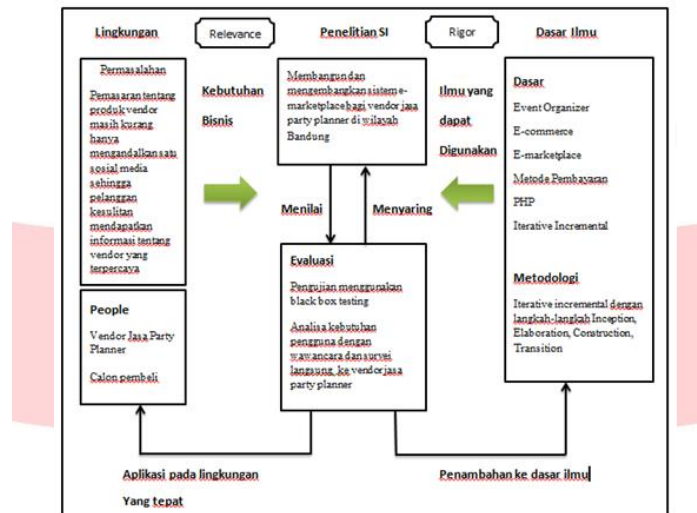 Lingkungan
Relevance
Penelitian SI
Rigor
Dasar Ilmu
Permasalahan
Pemasaran tentang
produk vendor
masih kurang
hanya
mengandalkan satu
sosial media
sehingga
pelanggan
kesulitan
mendapatkan
informasi tentang
vendor yang
terpercaya
People
Vendor Jasa Party
Planner
Calon pembeli
Kebutuhan
Bisnis
Membangun dan
mengembangkan sistem e-
marketplace bagi vendor jasa
party planner di wilayah
Bandung
Menilai
Menyaring
Evaluasi
Pengujian menggunakan
black box testing
Analisa kebutuhan
pengguna dengan
wawancara dan survei
langsung ke vendor jasa
party planner
Ilmu yang
dapat
Digunakan
Dasar
Event Organizer
E-commerce
E-marketplace
Metode Pembayaran
PHP
Iterative Incremental
Metodologi
Iterative incremental dengan
langkah-langkah Inception,
Elaboration, Construction,
Transition
Aplikasi pada lingkungan
Yang tepat
Penambahan ke dasar ilmu